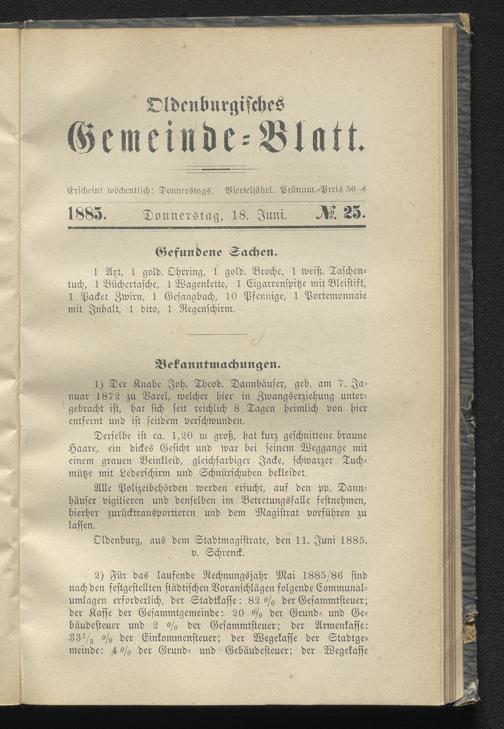 Oldenburgisches
Gemeinde-Blatt.
Erscheint wöchentlich: Donnerstags. Vierteljährl. Pränum.-Preis 50 ₰
1885. Donnerstag, 18. Juni. № 25.
Gefundene Sachen.
1 Axt, 1 gold. Ohrring, 1 gold. Broche, 1 weiß. Taschen-
tuch, 1 Büchertasche, 1 Wagenkette, 1 Cigarrenspitze mit Bleistift,
1 Packet Zwirn, 1 Gesangbuch, 10 Pfennige, 1 Portemonnaie
mit Inhalt, 1 dito, 1 Regenschirm.
Bekanntmachungen.
1) Der Knabe Joh. Theod. Dannhäuser, geb. am 7. Ja-
nuar 1872 zu Varel, welcher hier in Zwangserziehung unter-
gebracht ist, hat sich seit reichlich 8 Tagen heimlich von hier
entfernt und ist seitdem verschwunden.
Derselbe ist ca. 1,20 m groß, hat kurz geschnittene braune
Haare, ein dickes Gesicht und war bei seinem Weggange mit
einem grauen Beinkleid, gleichfarbiger Jacke, schwarzer Tuch-
mütze mit Lederschirm und Schnürschuhen bekleidet.
Alle Polizeibehörden werden ersucht, auf den pp. Dann-
häuser vigilieren und denselben im Betretungsfalle festnehmen,
hierher zurücktransportieren und dem Magistrat vorführen zu
lassen.
Oldenburg, aus dem Stadtmagistrate, den 11. Juni 1885.
v. Schrenck.
2) Für das laufende Rechnungsjahr Mai 1885/86 sind
nach den festgestellten städtischen Voranschlägen folgende Communal-
umlagen erforderlich, der Stadtkasse: 82 % der Gesammtsteuer;
der Kasse der Gesammtgemeinde: 20 % der Grund- und Ge-
bäudesteuer und 2 % der Gesammtsteuer; der Armenkasse:
33⅓ % der Einkommensteuer; der Wegekasse der Stadtge-
meinde: 4 % der Grund- und Gebäudesteuer; der Wegekasse